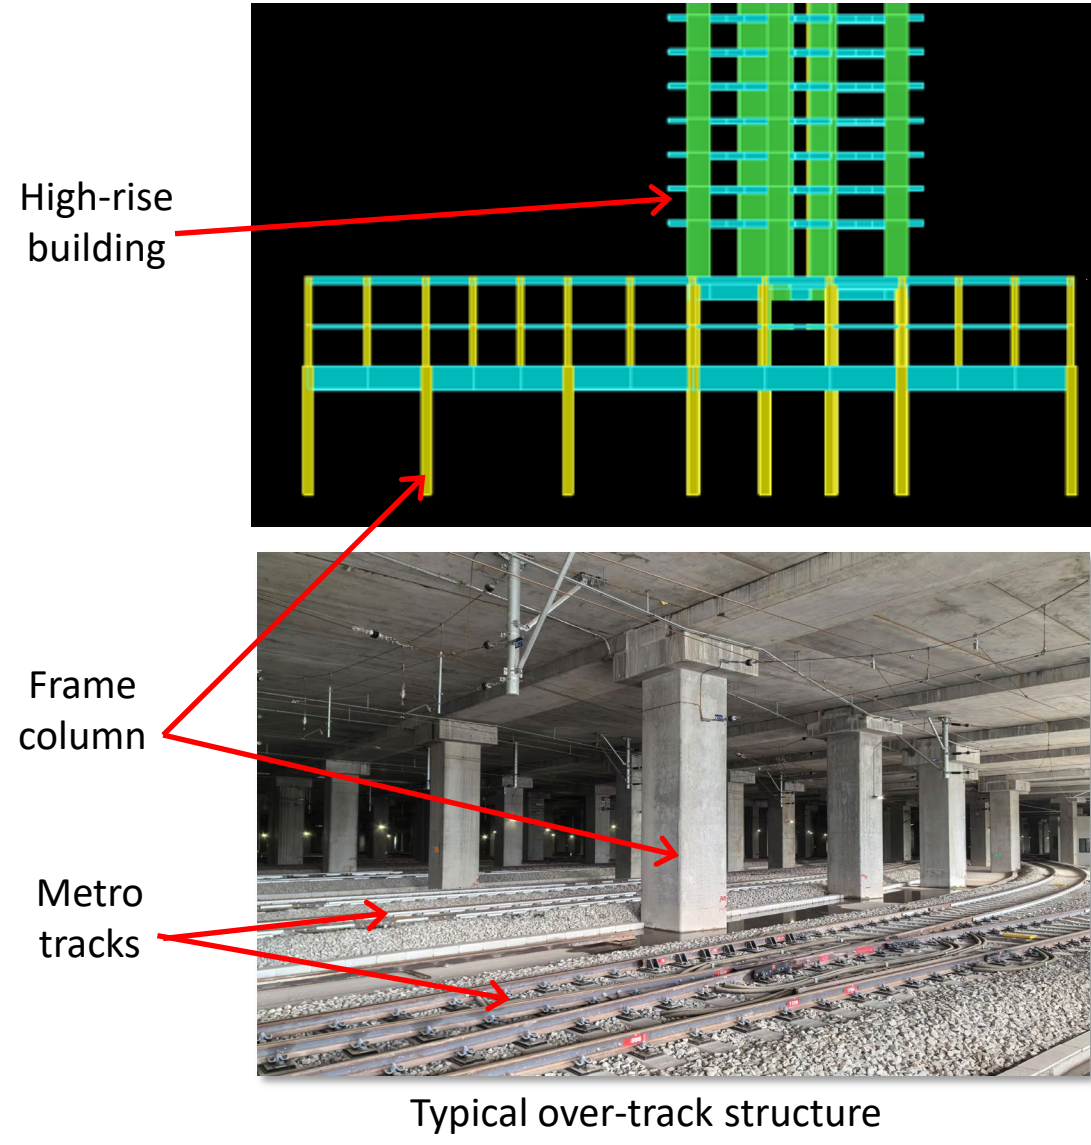 High-rise
building
Frame
column
Metro
tracks
Typical over-track structure